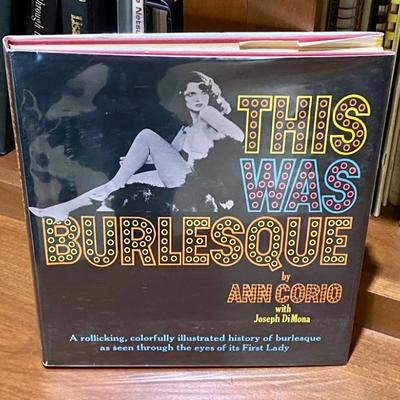 THIS
WAS
BURLESQUE
by
ANN CORIO
with
Joseph DiMona
A rollicking, colorfully illustrated history of burlesque
as seen through the eyes of its First Lady
Netsu